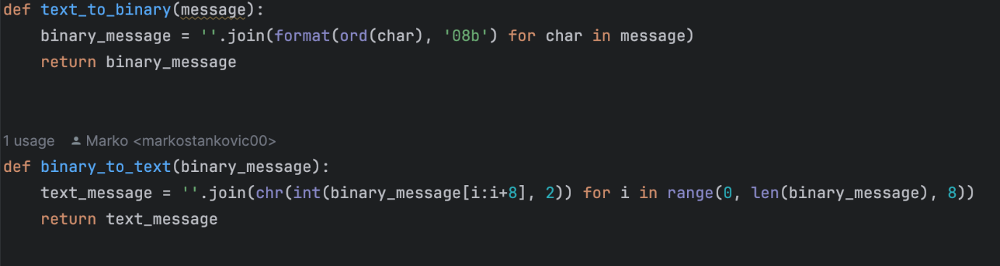 def text_to_binary(message):
    binary_message = ''.join(format(ord(char), '08b') for char in message)
    return binary_message
1 usage Marko <markostankovic00>
def binary_to_text(binary_message):
    text_message = ''.join(chr(int(binary_message[i:i+8], 2)) for i in range(0, len(binary_message), 8))
    return text_message